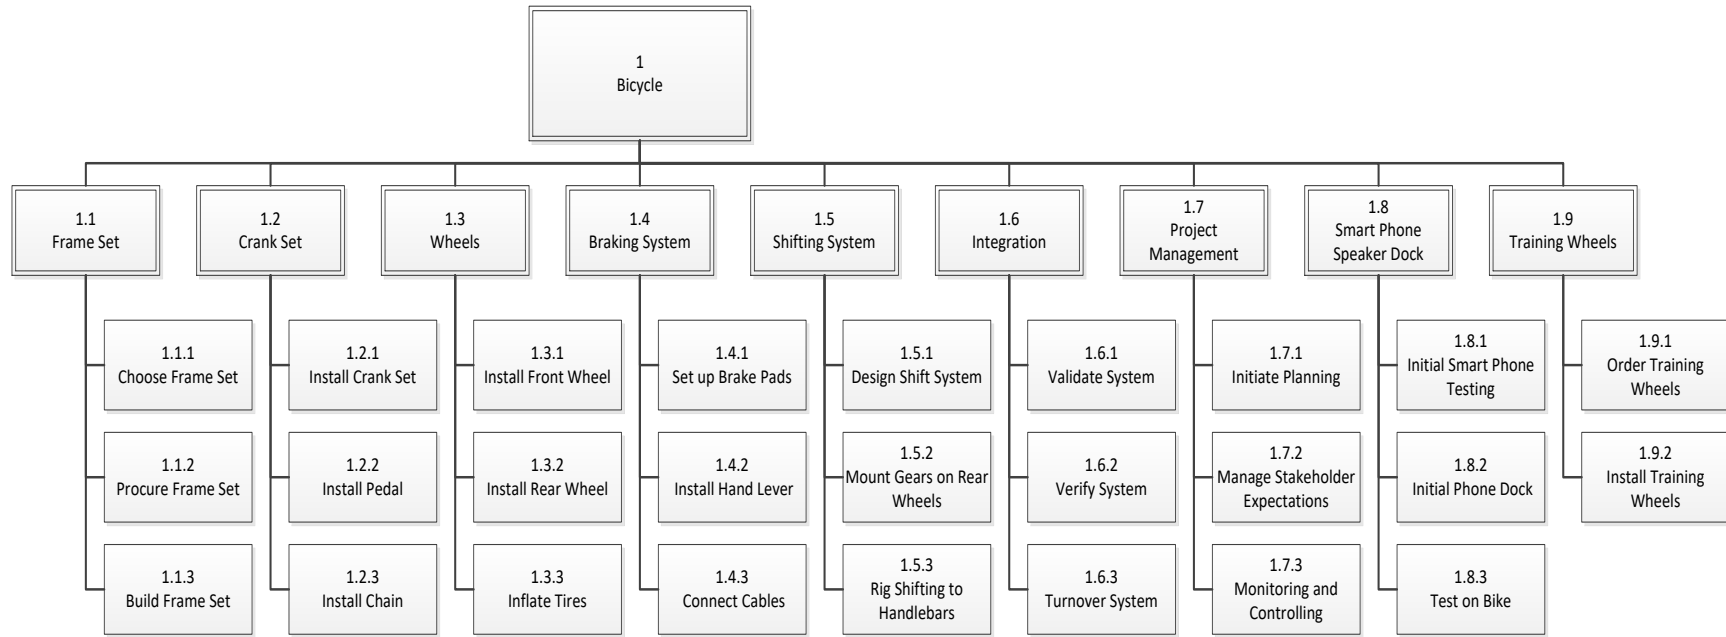 1
Bicycle
1.1
Frame Set
1.2
Crank Set
1.3
Wheels
1.4
Braking System
1.5
Shifting System
1.6
Integration
1.7
Project
Management
1.8
Smart Phone
Speaker Dock
1.9
Training Wheels
1.1.1
Choose Frame Set
1.1.2
Procure Frame Set
1.1.3
Build Frame Set
1.2.1
Install Crank Set
1.2.2
Install Pedal
1.2.3
Install Chain
1.3.1
Install Front Wheel
1.3.2
Install Rear Wheel
1.3.3
Inflate Tires
1.4.1
Set up Brake Pads
1.4.2
Install Hand Lever
1.4.3
Connect Cables
1.5.1
Design Shift System
1.5.2
Mount Gears on Rear
Wheels
1.5.3
Rig Shifting to
Handlebars
1.6.1
Validate System
1.6.2
Verify System
1.6.3
Turnover System
1.7.1
Initiate Planning
1.7.2
Manage Stakeholder
Expectations
1.7.3
Monitoring and
Controlling
1.8.1
Initial Smart Phone
Testing
1.8.2
Initial Phone Dock
1.8.3
Test on Bike
1.9.1
Order Training
Wheels
1.9.2
Install Training
Wheels